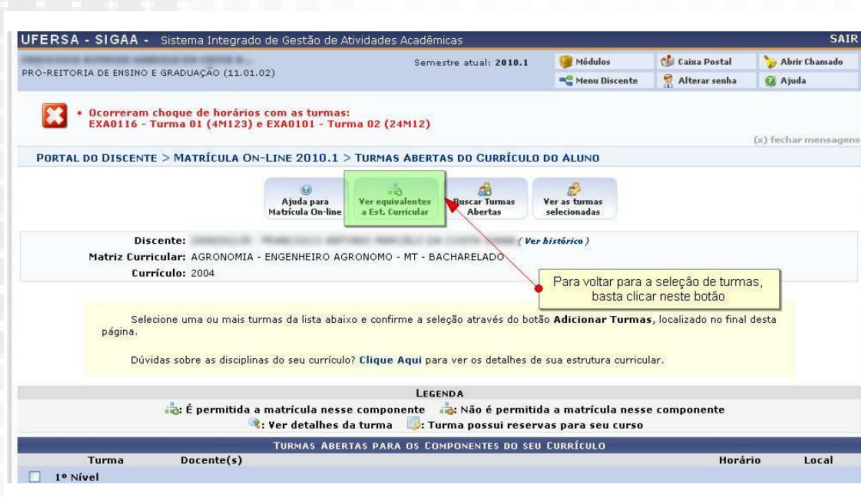 UFERSA - SIGAA - Sistema Integrado de Gestão de Atividades Acadêmicas SAIR
Semestre atual: 2010.1
PRO-REITORIA DE ENSINO E GRADUAÇÃO (11.01.02)
Módulos Caixa Postal Abrir Chamado
Menu Discente Alterar senha Ajuda
• Ocorreram choque de horários com as turmas:
EXA0116 - Turma 01 (4M123) e EXA0101 - Turma 02 (24M12)
(x) fechar mensagens
PORTAL DO DISCENTE > MATRÍCULA ON-LINE 2010.1 > TURMAS ABERTAS DO CURRÍCULO DO ALUNO
Ajuda para
Matrícula On-line
Ver equivalentes
a Est. Curricular
Buscar Turmas
Abertas
Ver as turmas
selecionadas
Discente: ( Ver histórico )
Matriz Curricular: AGRONOMIA - ENGENHEIRO AGRONOMO - MT - BACHARELADO
Currículo: 2004
Para voltar para a seleção de turmas,
basta clicar neste botão
Selecione uma ou mais turmas da lista abaixo e confirme a seleção através do botão Adicionar Turmas, localizado no final desta
página.
Dúvidas sobre as disciplinas do seu currículo? Clique Aqui para ver os detalhes de sua estrutura curricular.
LEGENDA
: É permitida a matrícula nesse componente : Não é permitida a matrícula nesse componente
: Ver detalhes da turma : Turma possui reservas para seu curso
TURMAS ABERTAS PARA OS COMPONENTES DO SEU CURRÍCULO
Turma Docente(s) Horário Local
1º Nível